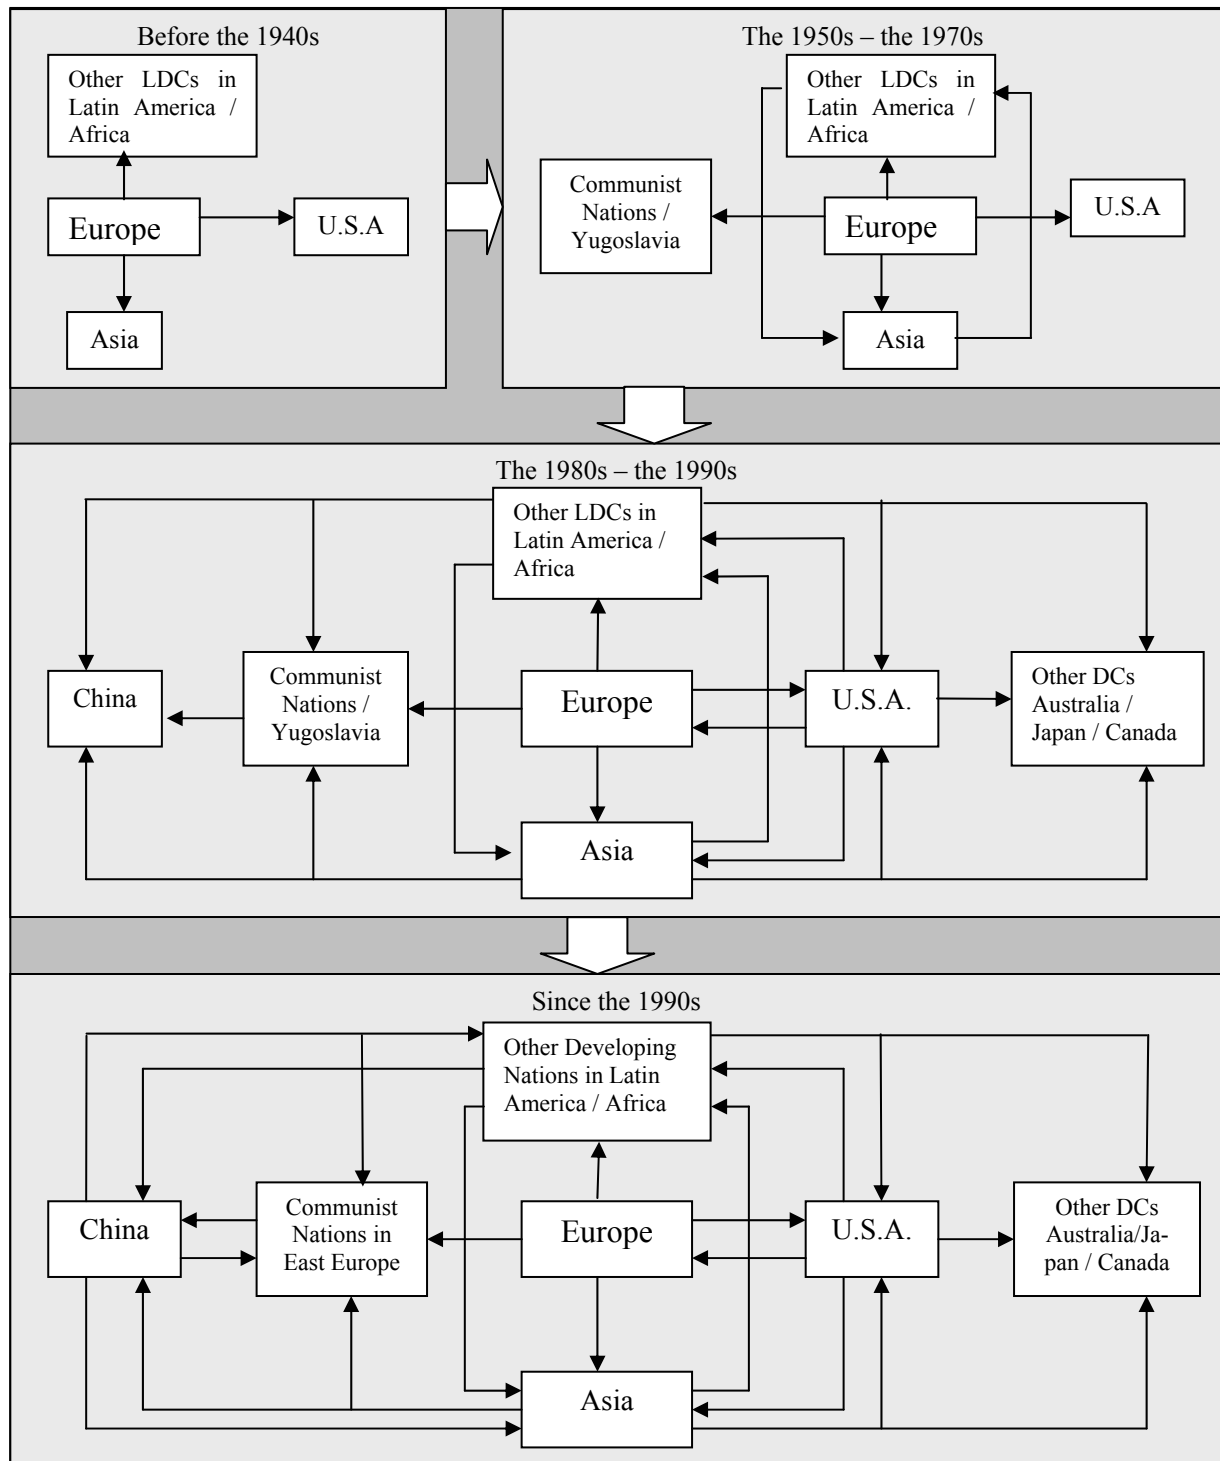 Before the 1940s
Other LDCs in
Latin America /
Africa
Europe
U.S.A
Asia
The 1950s – the 1970s
Other LDCs in
Latin America /
Africa
Communist
Nations /
Yugoslavia
Europe
U.S.A
Asia
The 1980s – the 1990s
Other LDCs in
Latin America /
Africa
China
Communist
Nations /
Yugoslavia
Europe
U.S.A.
Other DCs
Australia /
Japan / Canada
Asia
Since the 1990s
Other Developing
Nations in Latin
America / Africa
China
Communist
Nations in
East Europe
Europe
U.S.A.
Other DCs
Australia/Ja-
pan / Canada
Asia